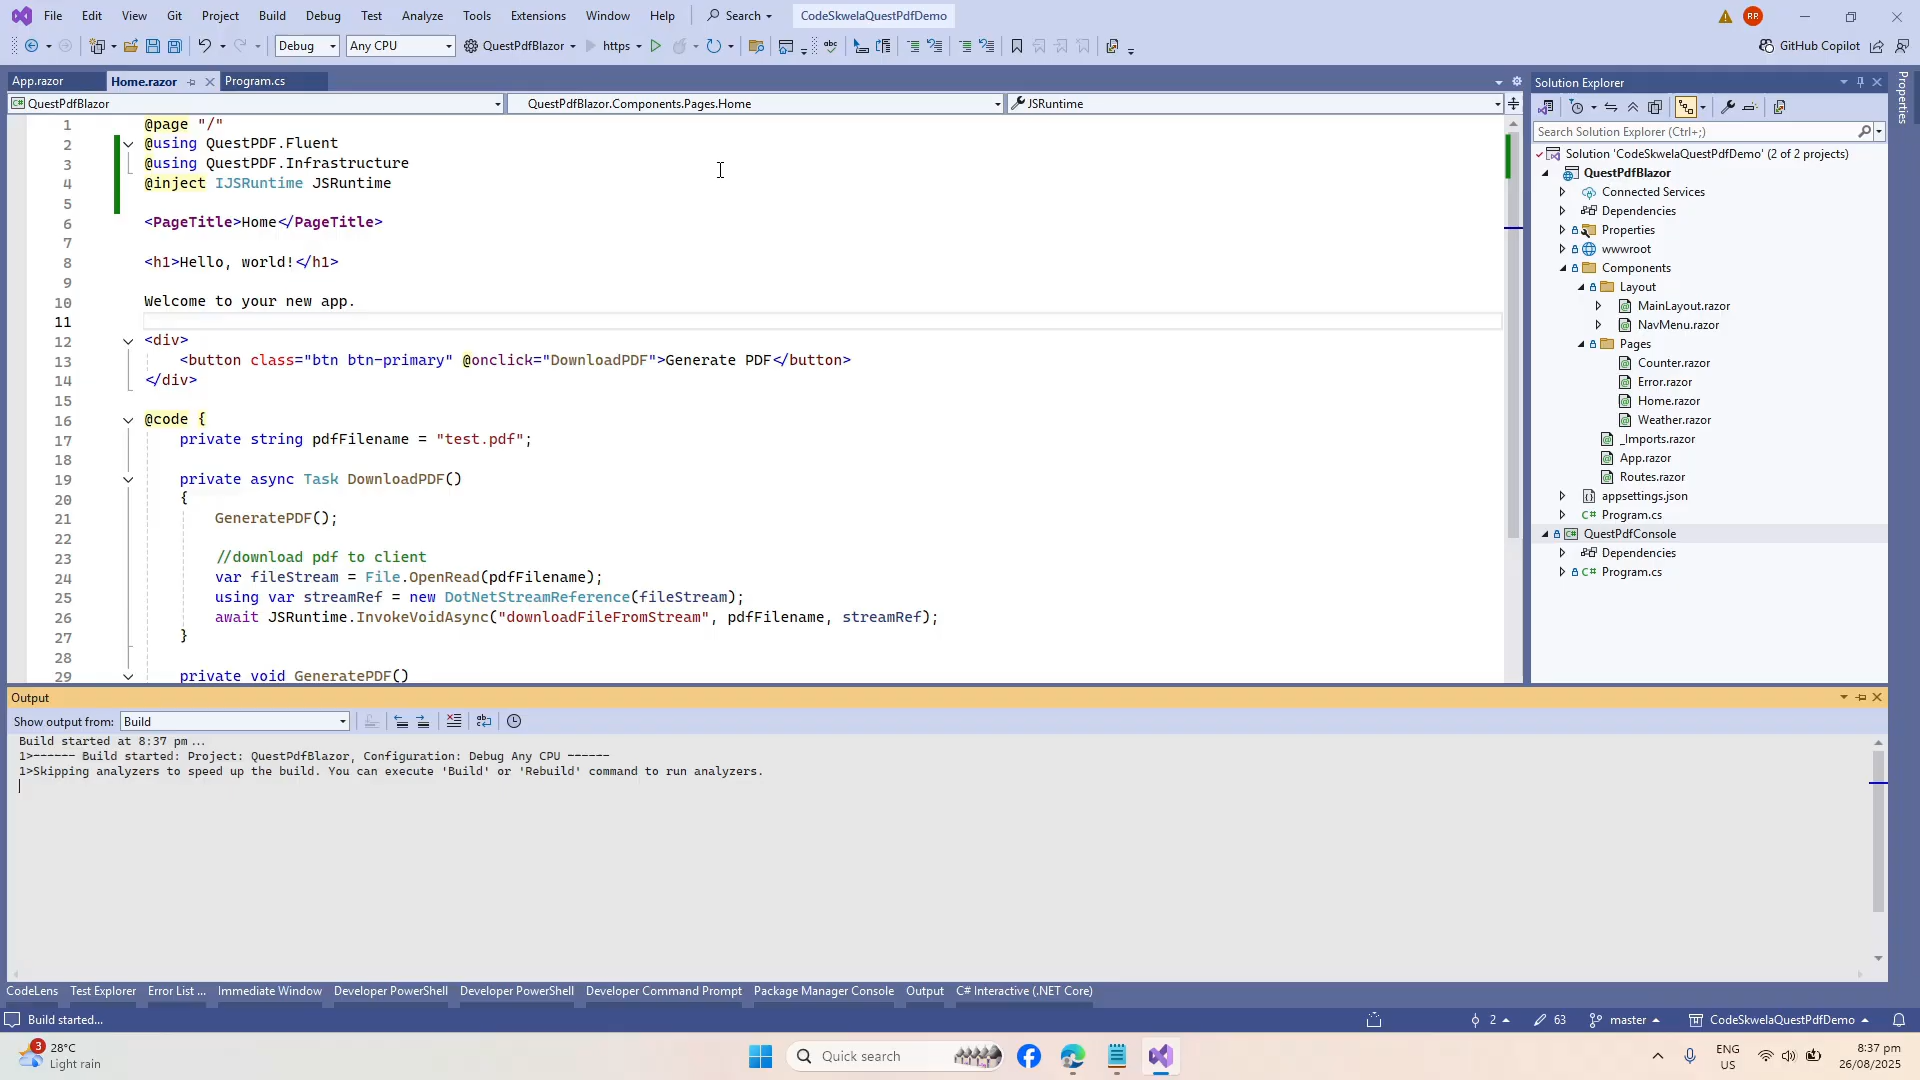 File Edit View Git Project Build Debug Test Analyze Tools Extensions Window Help Search CodeSkwelaQuestPdfDemo RR
Debug Any CPU QuestPdfBlazor https GitHub Copilot
App.razor Home.razor Program.cs
QuestPdfBlazor QuestPdfBlazor.Components.Pages.Home JSRuntime
1 @page "/"
2 @using QuestPDF.Fluent
3 @using QuestPDF.Infrastructure
4 @inject IJSRuntime JSRuntime
5
6 <PageTitle>Home</PageTitle>
7
8 <h1>Hello, world!</h1>
9
10 Welcome to your new app.
11
12 <div>
13 <button class="btn btn-primary" @onclick="DownloadPDF">Generate PDF</button>
14 </div>
15
16 @code {
17 private string pdfFilename = "test.pdf";
18
19 private async Task DownloadPDF()
20 {
21 GeneratePDF();
22
23 //download pdf to client
24 var fileStream = File.OpenRead(pdfFilename);
25 using var streamRef = new DotNetStreamReference(fileStream);
26 await JSRuntime.InvokeVoidAsync("downloadFileFromStream", pdfFilename, streamRef);
27 }
28
29 private void GeneratePDF()
Solution Explorer
Search Solution Explorer (Ctrl+;)
Solution 'CodeSkwelaQuestPdfDemo' (2 of 2 projects)
QuestPdfBlazor
Connected Services
Dependencies
Properties
wwwroot
Components
Layout
MainLayout.razor
NavMenu.razor
Pages
Counter.razor
Error.razor
Home.razor
Weather.razor
_Imports.razor
App.razor
Routes.razor
appsettings.json
C# Program.cs
C# QuestPdfConsole
Dependencies
C# Program.cs
Properties
Output
Show output from: Build
Build started at 8:37 pm...
1>------ Build started: Project: QuestPdfBlazor, Configuration: Debug Any CPU ------
1>Skipping analyzers to speed up the build. You can execute 'Build' or 'Rebuild' command to run analyzers.
CodeLens Test Explorer Error List ... Immediate Window Developer PowerShell Developer PowerShell Developer Command Prompt Package Manager Console Output C# Interactive (.NET Core)
Build started... 2 63 master CodeSkwelaQuestPdfDemo
3 28°C
Light rain
Quick search
ENG
US
8:37 pm
26/08/2025